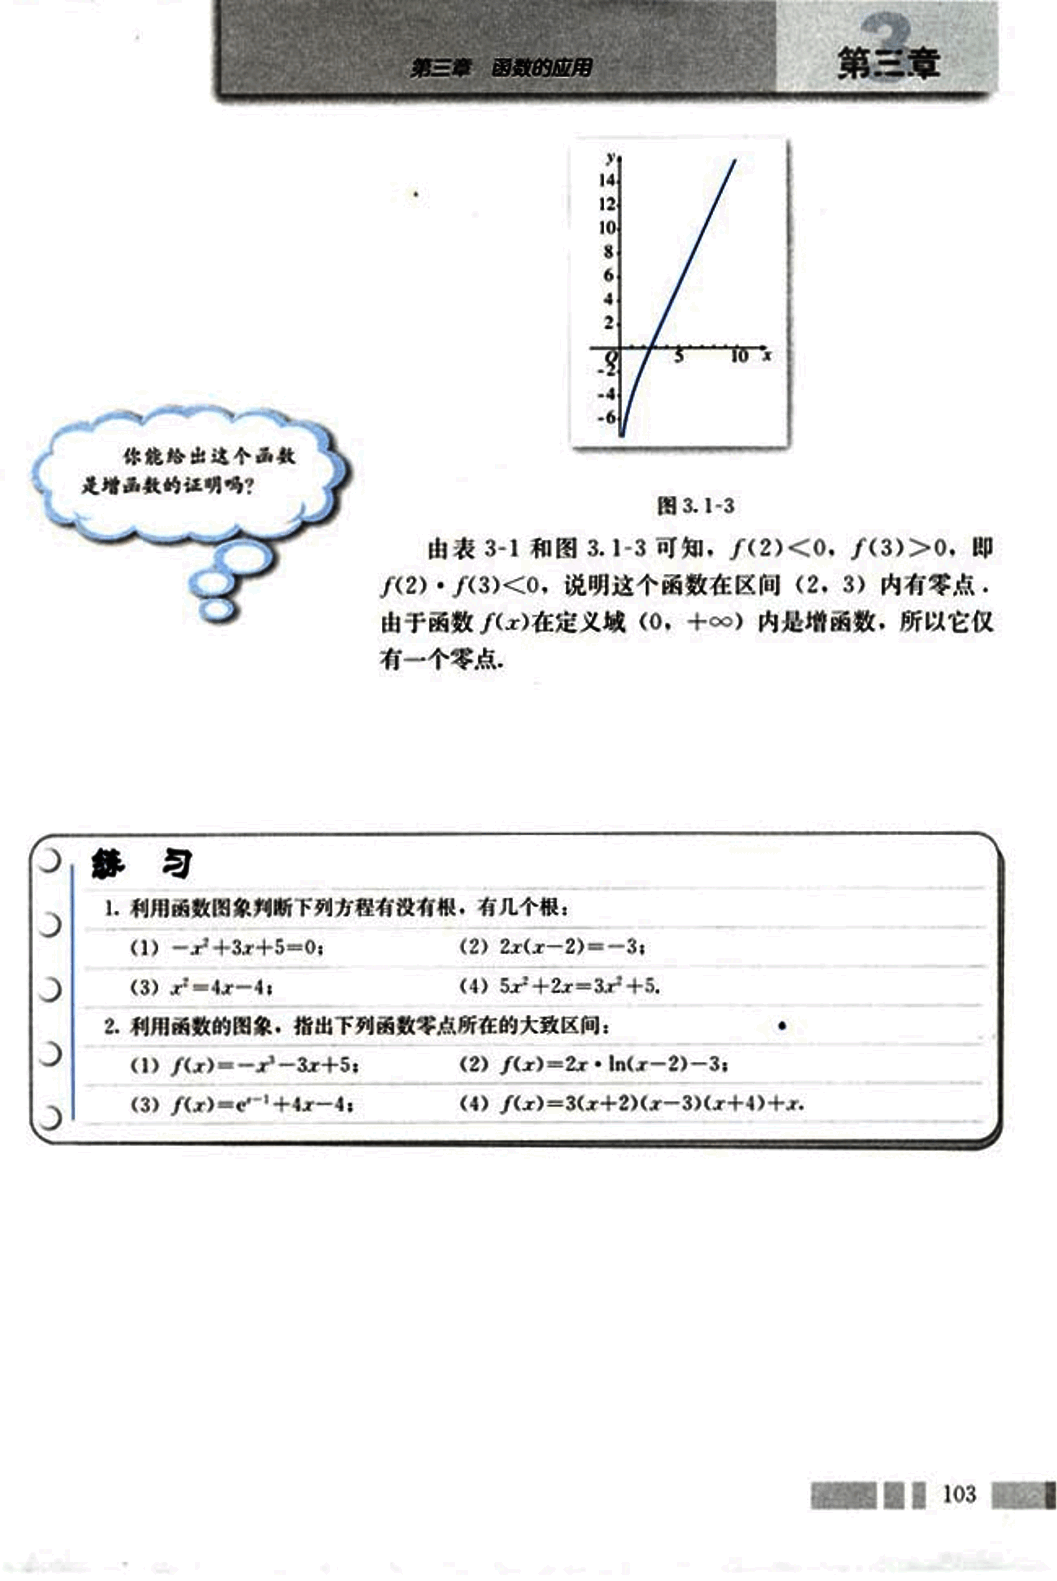 第三章 函数的应用
第三章
3
y
14
12
10
8
6
4
2
O
5
10
x
-2
-4
-6
你能给出这个函数
是增函数的证明吗?
图 3.1-3
由表 3-1 和图 3.1-3 可知，f(2)<0，f(3)>0，即
f(2)·f(3)<0，说明这个函数在区间（2，3）内有零点．
由于函数 f(x)在定义域（0，+∞）内是增函数，所以它仅
有一个零点.
练 习
1. 利用函数图象判断下列方程有没有根，有几个根：
（1）-x²+3x+5=0；
（2）2x(x-2)=-3；
（3）x²=4x-4；
（4）5x²+2x=3x²+5.
2. 利用函数的图象，指出下列函数零点所在的大致区间：
（1）f(x)=-x³-3x+5；
（2）f(x)=2x·ln(x-2)-3；
（3）f(x)=eˣ⁻¹+4x-4；
（4）f(x)=3(x+2)(x-3)(x+4)+x.
103